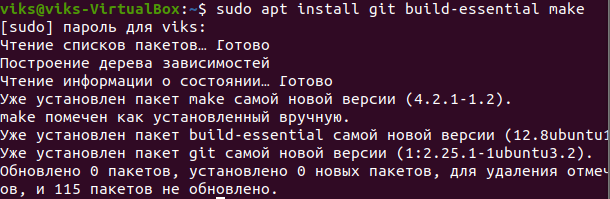 viks@viks-VirtualBox:~$ sudo apt install git build-essential make
[sudo] пароль для viks:
Чтение списков пакетов… Готово
Построение дерева зависимостей
Чтение информации о состоянии… Готово
Уже установлен пакет make самой новой версии (4.2.1-1.2).
make помечен как установленный вручную.
Уже установлен пакет build-essential самой новой версии (12.8ubuntu1
Уже установлен пакет git самой новой версии (1:2.25.1-1ubuntu3.2).
Обновлено 0 пакетов, установлено 0 новых пакетов, для удаления отмеч
ов, и 115 пакетов не обновлено.